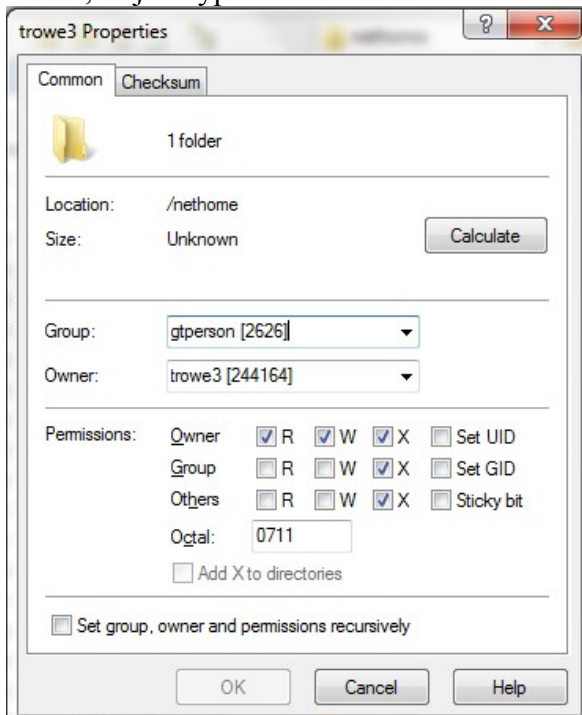 trowe3 Properties
Common Checksum
1 folder
Location: /nethome
Size: Unknown Calculate
Group: gtperson [2626]
Owner: trowe3 [244164]
Permissions: Owner R W X Set UID
Group R W X Set GID
Others R W X Sticky bit
Octal: 0711
Add X to directories
Set group, owner and permissions recursively
OK Cancel Help